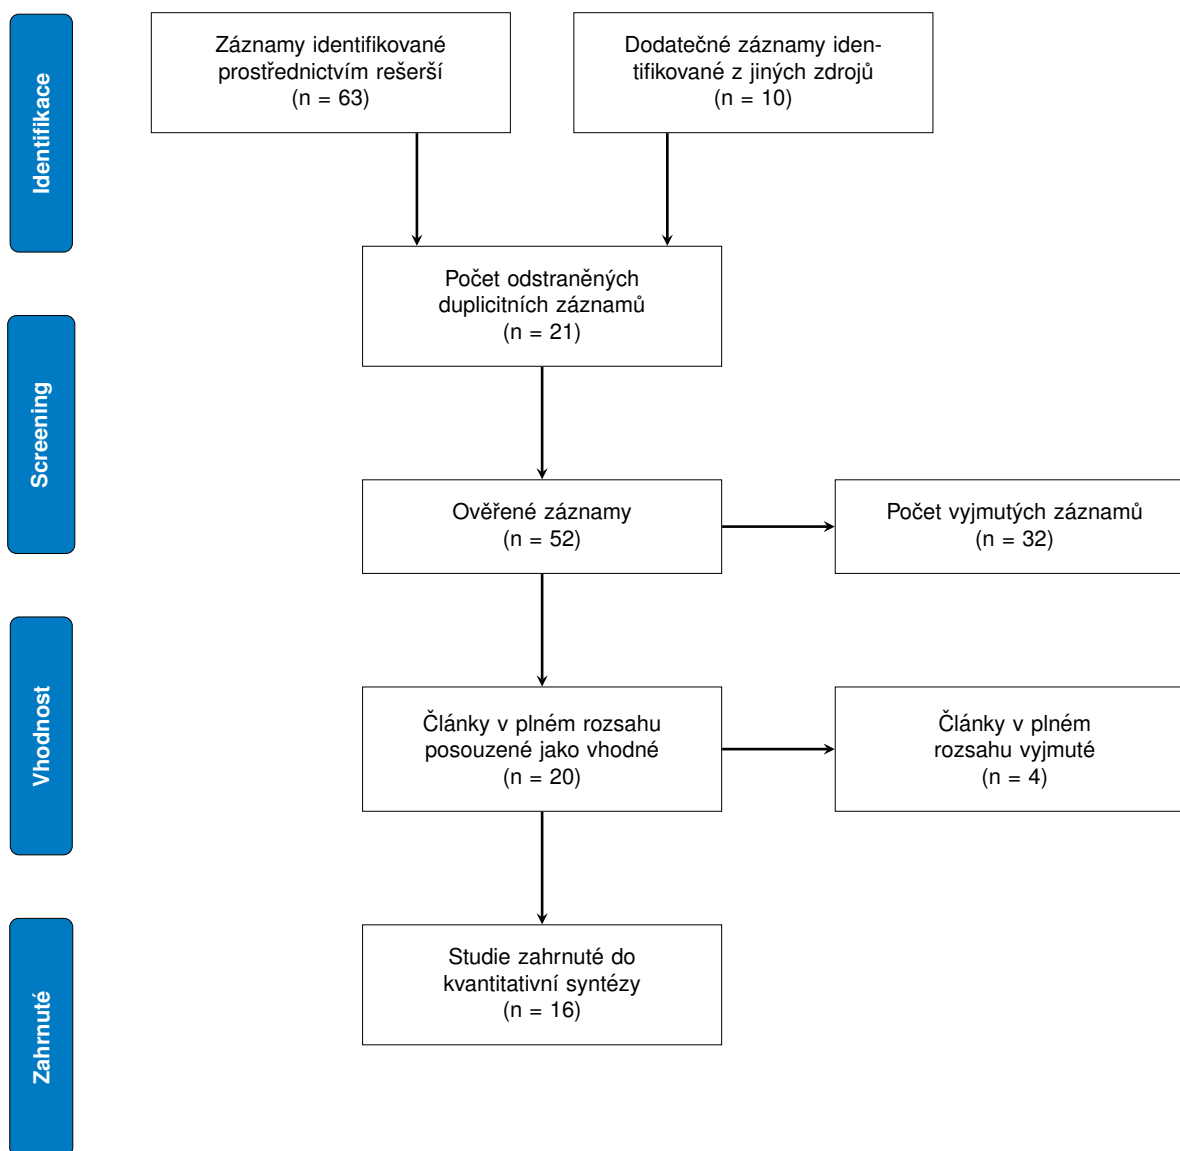 Identifikace
Záznamy identifikované
prostřednictvím rešerší
(n = 63)
Dodatečné záznamy iden-
tifikované z jiných zdrojů
(n = 10)
Počet odstraněných
duplicitních záznamů
(n = 21)
Screening
Ověřené záznamy
(n = 52)
Počet vyjmutých záznamů
(n = 32)
Vhodnost
Články v plném rozsahu
posouzené jako vhodné
(n = 20)
Články v plném
rozsahu vyjmuté
(n = 4)
Zahrnuté
Studie zahrnuté do
kvantitativní syntézy
(n = 16)